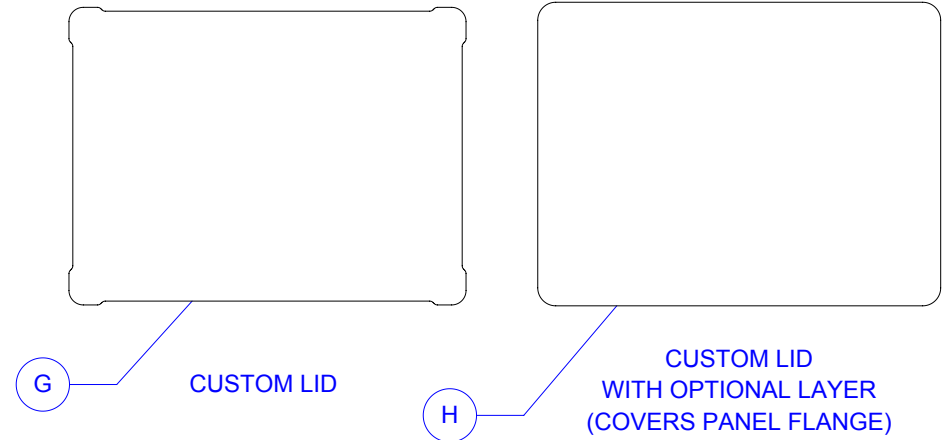 G
CUSTOM LID
H
CUSTOM LID
WITH OPTIONAL LAYER
(COVERS PANEL FLANGE)